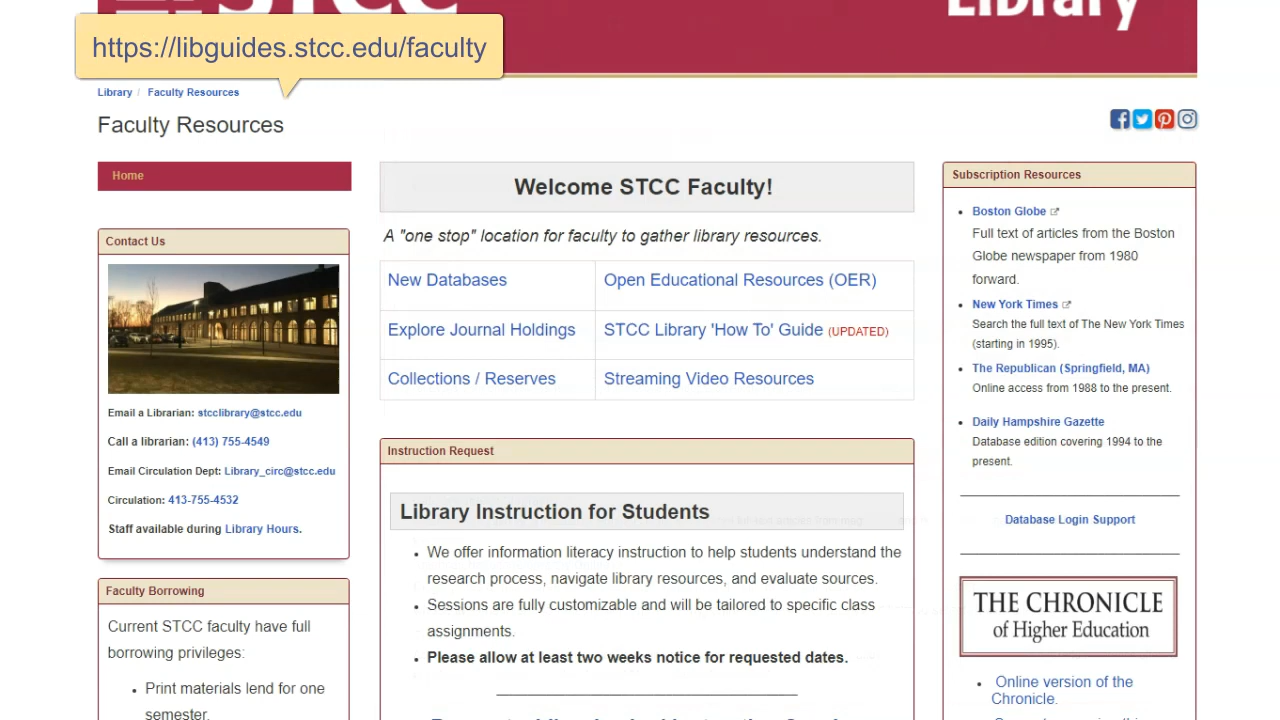 STCC
Library
https://libguides.stcc.edu/faculty
Library / Faculty Resources
Faculty Resources
Home
Contact Us
Email a Librarian: stcclibrary@stcc.edu
Call a librarian: (413) 755-4549
Email Circulation Dept: Library_circ@stcc.edu
Circulation: 413-755-4532
Staff available during Library Hours.
Faculty Borrowing
Current STCC faculty have full
borrowing privileges:
• Print materials lend for one
semester.
Welcome STCC Faculty!
A "one stop" location for faculty to gather library resources.
New Databases
Open Educational Resources (OER)
Explore Journal Holdings
STCC Library 'How To' Guide (UPDATED)
Collections / Reserves
Streaming Video Resources
Instruction Request
Library Instruction for Students
• We offer information literacy instruction to help students understand the
research process, navigate library resources, and evaluate sources.
• Sessions are fully customizable and will be tailored to specific class
assignments.
• Please allow at least two weeks notice for requested dates.
Subscription Resources
• Boston Globe
Full text of articles from the Boston
Globe newspaper from 1980
forward.
• New York Times
Search the full text of The New York Times
(starting in 1995).
• The Republican (Springfield, MA)
Online access from 1988 to the present.
• Daily Hampshire Gazette
Database edition covering 1994 to the
present.
Database Login Support
THE CHRONICLE
of Higher Education
• Online version of the
Chronicle.